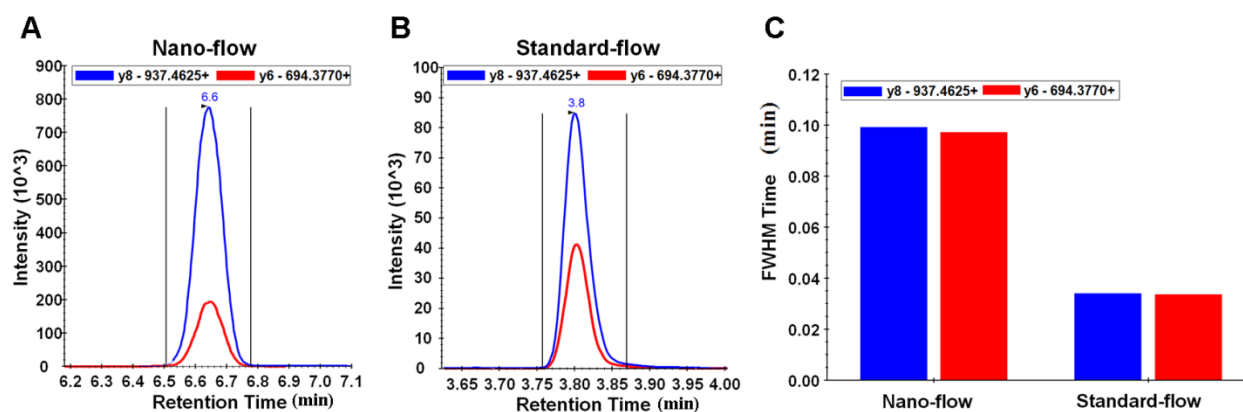 A
Nano-flow
y8 - 937.4625+ y6 - 694.3770+
6.6
900
800
700
600
500
400
300
200
100
0
Intensity (10^3)
6.2 6.3 6.4 6.5 6.6 6.7 6.8 6.9 7.0 7.1
Retention Time (min)
B
Standard-flow
y8 - 937.4625+ y6 - 694.3770+
3.8
100
90
80
70
60
50
40
30
20
10
0
Intensity (10^3)
3.65 3.70 3.75 3.80 3.85 3.90 3.95 4.00
Retention Time (min)
C
y8 - 937.4625+ y6 - 694.3770+
0.12
0.10
0.08
0.06
0.04
0.02
0.00
FWHM Time (min)
Nano-flow Standard-flow